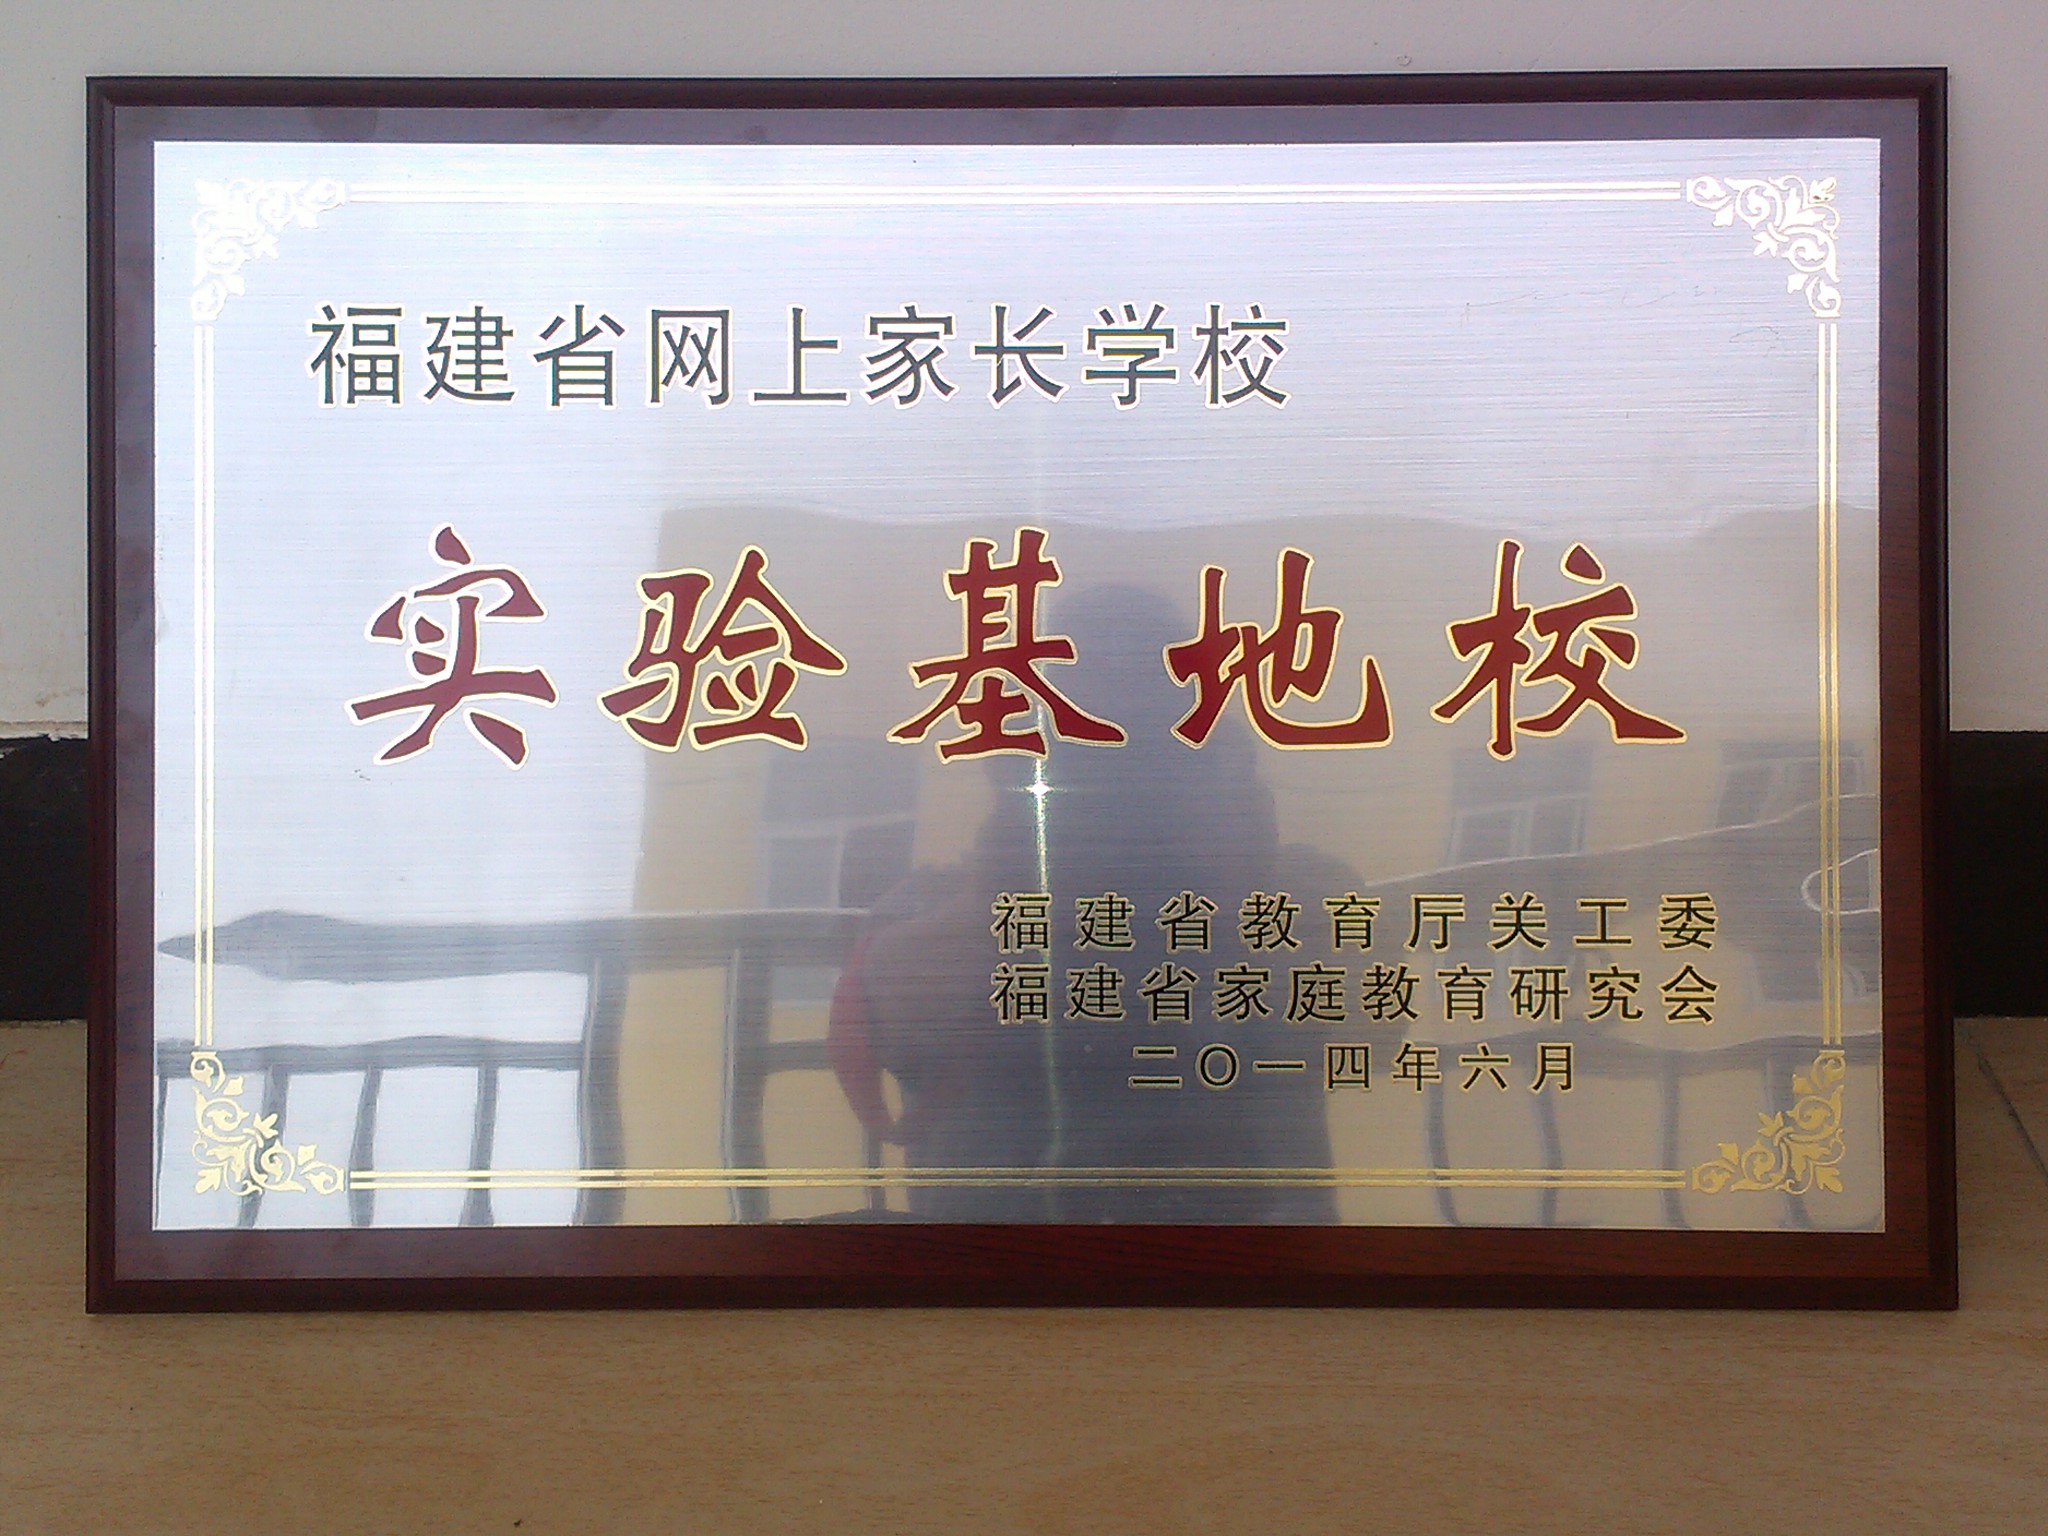 福建省网上家长学校
实验基地校
福建省教育厅关工委
福建省家庭教育研究会
二〇一四年六月